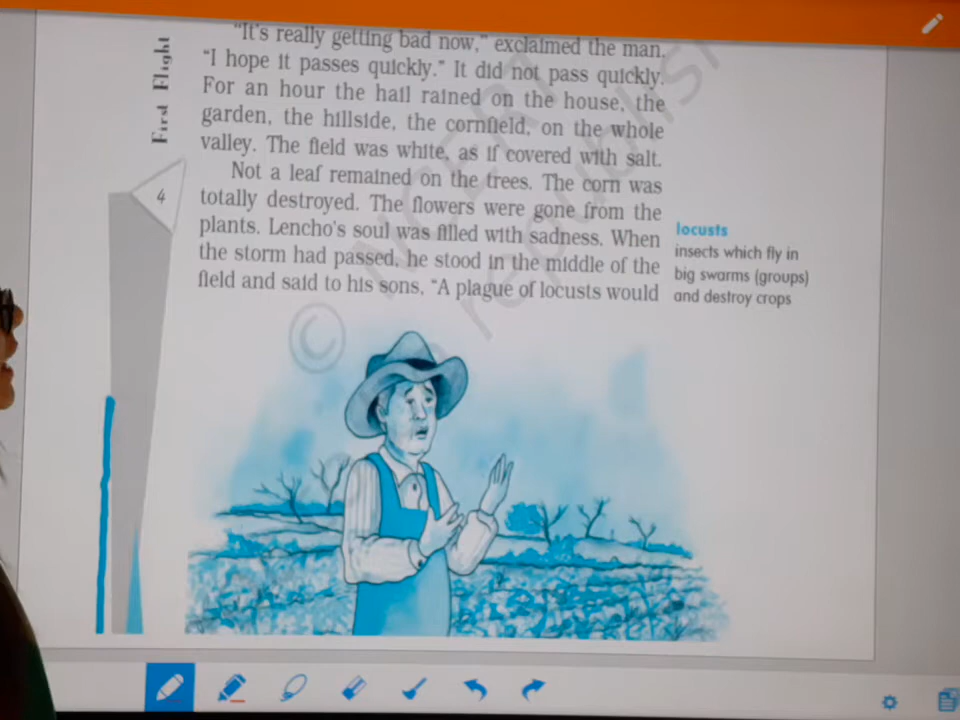 "It's really getting bad now," exclaimed the man.
"I hope it passes quickly." It did not pass quickly.
For an hour the hail rained on the house, the
garden, the hillside, the cornfield, on the whole
valley. The field was white, as if covered with salt.
Not a leaf remained on the trees. The corn was
totally destroyed. The flowers were gone from the
plants. Lencho's soul was filled with sadness. When
the storm had passed, he stood in the middle of the
field and said to his sons, "A plague of locusts would
First Flight
4
locusts
insects which fly in
big swarms (groups)
and destroy crops
© NCERT
republish